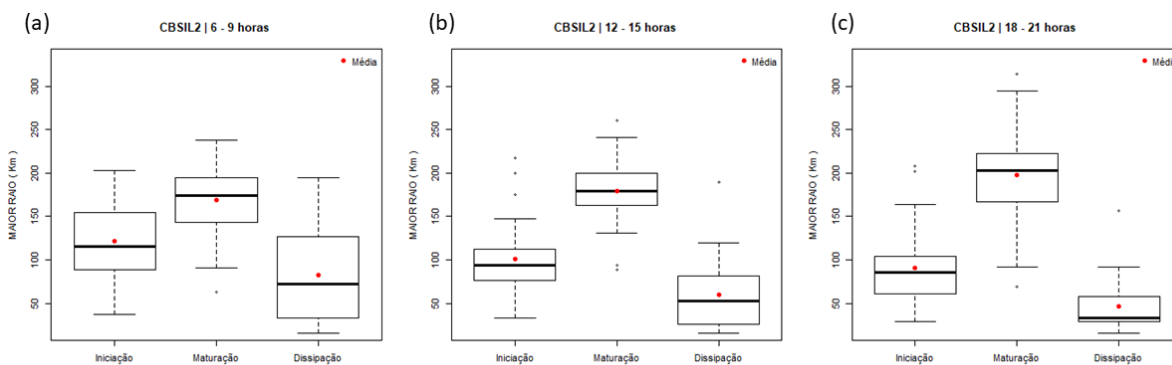 (a)
CBSIL2 | 6 - 9 horas
Média
MAIOR RAIO ( Km )
300
250
200
150
100
50
Iniciação Maturação Dissipação
(b)
CBSIL2 | 12 - 15 horas
Média
MAIOR RAIO ( Km )
300
250
200
150
100
50
Iniciação Maturação Dissipação
(c)
CBSIL2 | 18 - 21 horas
Média
MAIOR RAIO ( Km )
300
250
200
150
100
50
Iniciação Maturação Dissipação